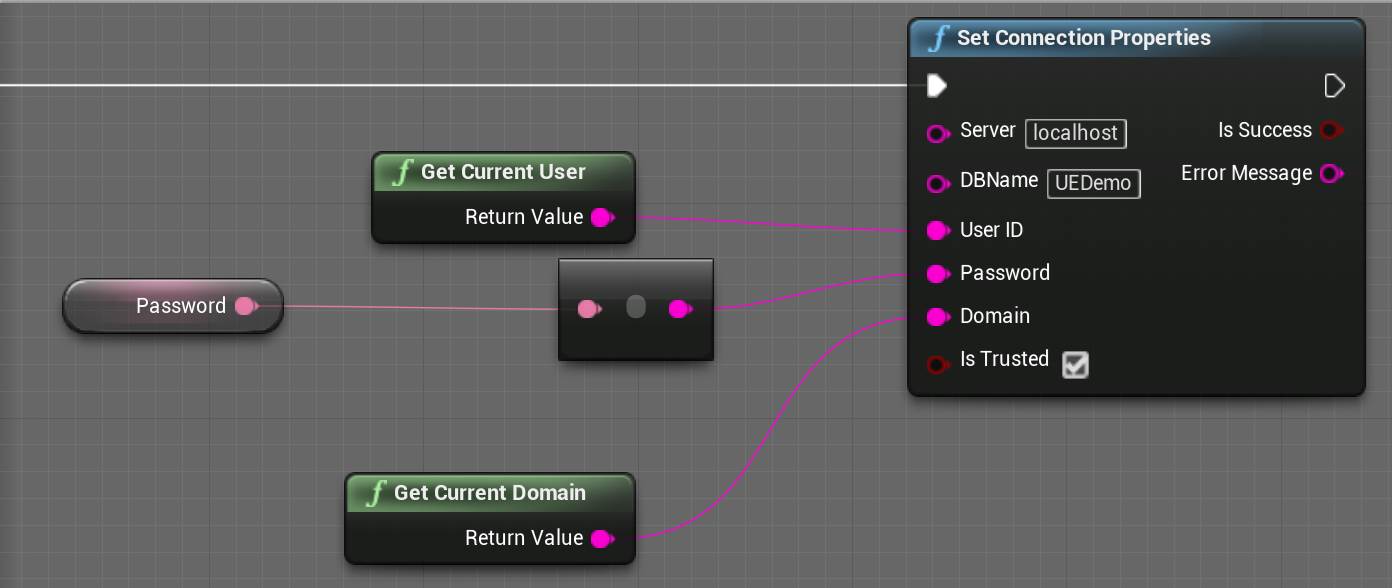 Set Connection Properties
Server localhost
Is Success
DBName UEDemo
Error Message
User ID
Password
Domain
Is Trusted
Get Current User
Return Value
Password
Get Current Domain
Return Value